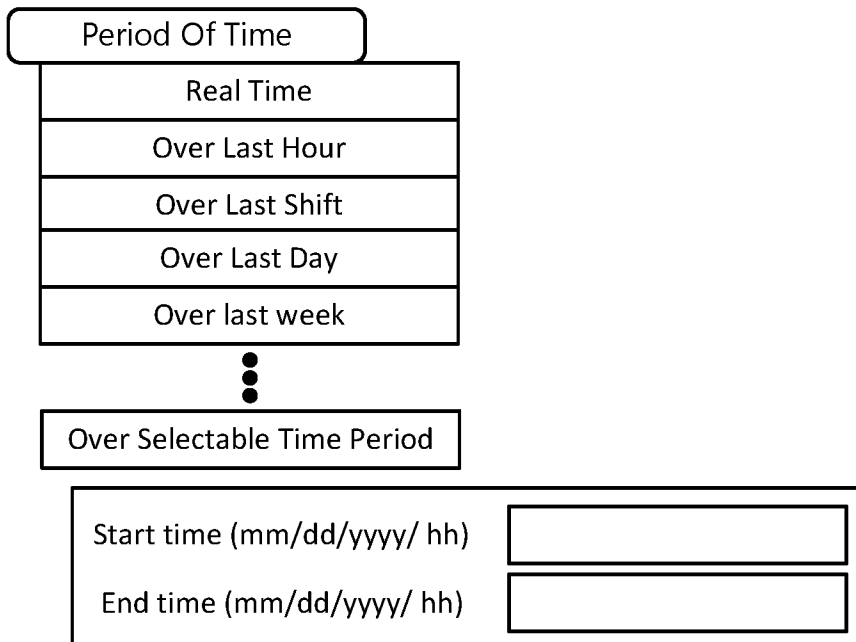 Period Of Time
Real Time
Over Last Hour
Over Last Shift
Over Last Day
Over last week
Over Selectable Time Period
Start time (mm/dd/yyyy/ hh)
End time (mm/dd/yyyy/ hh)